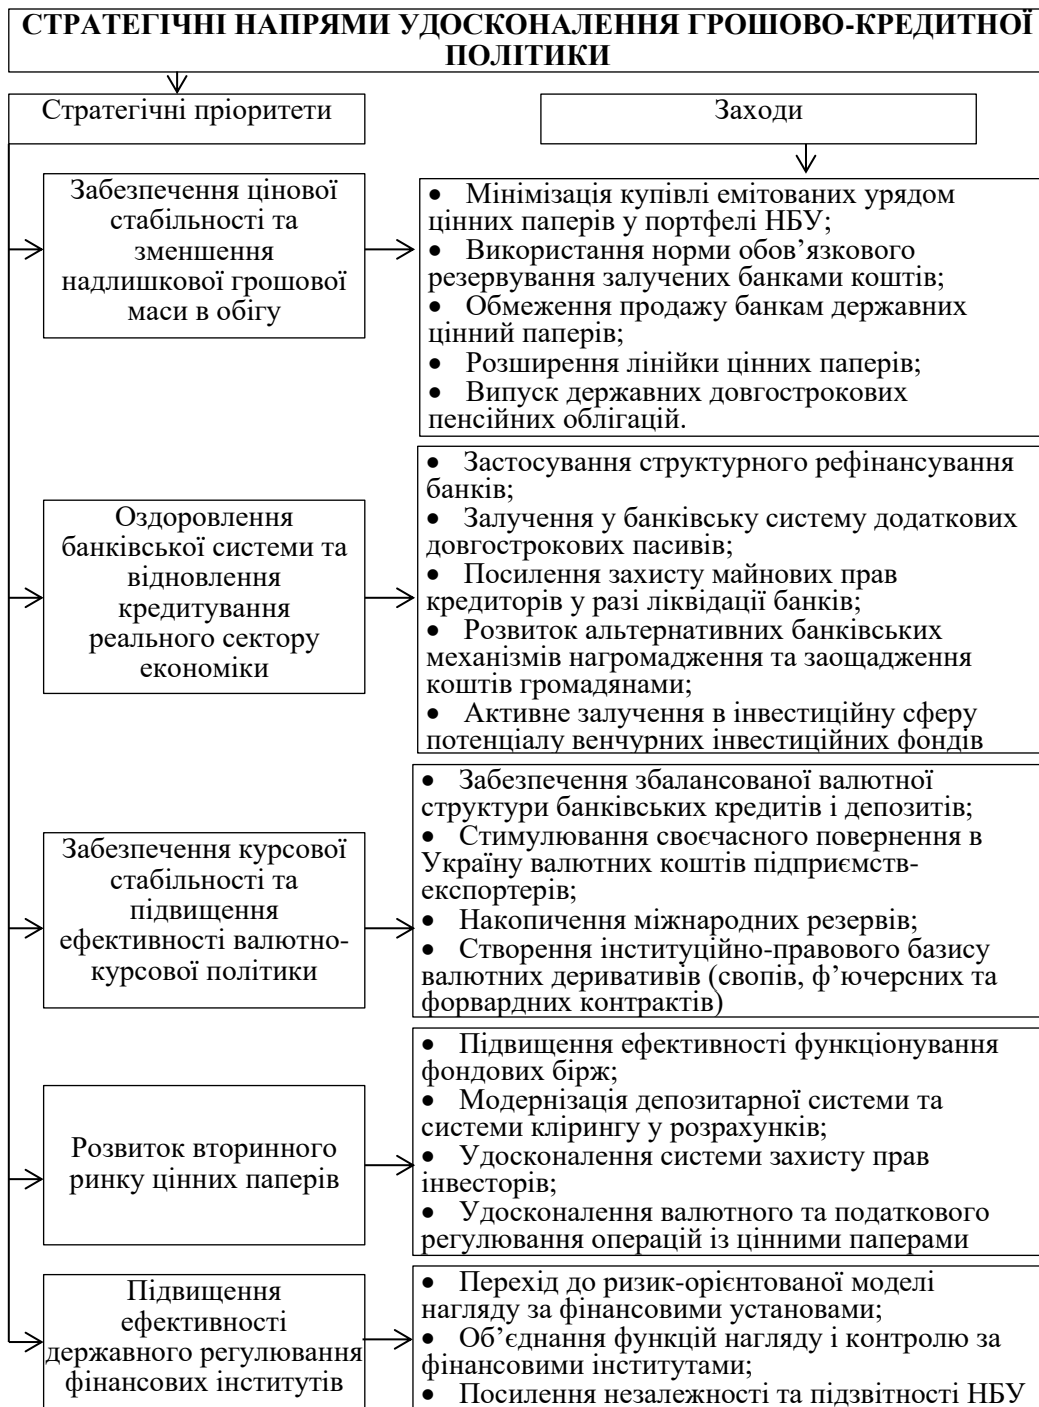 СТРАТЕГІЧНІ НАПРЯМИ УДОСКОНАЛЕННЯ ГРОШОВО-КРЕДИТНОЇ
ПОЛІТИКИ
Стратегічні пріоритети
Заходи
Забезпечення цінової
стабільності та
зменшення
надлишкової грошової
маси в обігу
• Мінімізація купівлі емітованих урядом
цінних паперів у портфелі НБУ;
• Використання норми обов’язкового
резервування залучених банками коштів;
• Обмеження продажу банкам державних
цінний паперів;
• Розширення лінійки цінних паперів;
• Випуск державних довгострокових
пенсійних облігацій.
Оздоровлення
банківської системи та
відновлення
кредитування
реального сектору
економіки
• Застосування структурного рефінансування
банків;
• Залучення у банківську систему додаткових
довгострокових пасивів;
• Посилення захисту майнових прав
кредиторів у разі ліквідації банків;
• Розвиток альтернативних банківських
механізмів нагромадження та заощадження
коштів громадянами;
• Активне залучення в інвестиційну сферу
потенціалу венчурних інвестиційних фондів
Забезпечення курсової
стабільності та
підвищення
ефективності валютно-
курсової політики
• Забезпечення збалансованої валютної
структури банківських кредитів і депозитів;
• Стимулювання своєчасного повернення в
Україну валютних коштів підприємств-
експортерів;
• Накопичення міжнародних резервів;
• Створення інституційно-правового базису
валютних деривативів (свопів, ф’ючерсних та
форвардних контрактів)
Розвиток вторинного
ринку цінних паперів
• Підвищення ефективності функціонування
фондових бірж;
• Модернізація депозитарної системи та
системи клірингу у розрахунків;
• Удосконалення системи захисту прав
інвесторів;
• Удосконалення валютного та податкового
регулювання операцій із цінними паперами
Підвищення
ефективності
державного регулювання
фінансових інститутів
• Перехід до ризик-орієнтованої моделі
нагляду за фінансовими установами;
• Об’єднання функцій нагляду і контролю за
фінансовими інститутами;
• Посилення незалежності та підзвітності НБУ